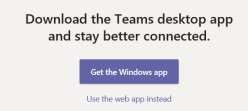 Download the Teams desktop app
and stay better connected.
Get the Windows app
Use the web app instead